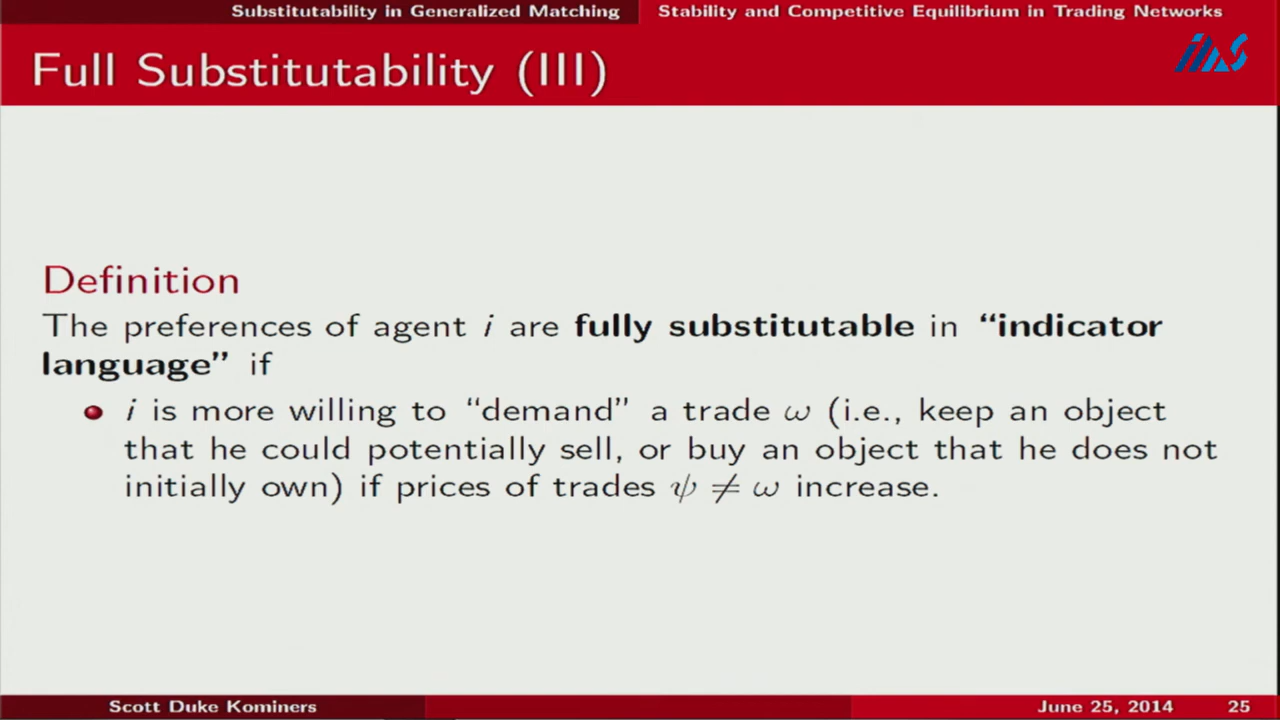 Substitutability in Generalized Matching Stability and Competitive Equilibrium in Trading Networks
Full Substitutability (III)
ims
Definition
The preferences of agent i are fully substitutable in “indicator
language” if
i is more willing to “demand” a trade ω (i.e., keep an object
that he could potentially sell, or buy an object that he does not
initially own) if prices of trades ψ ≠ ω increase.
Scott Duke Kominers June 25, 2014 25